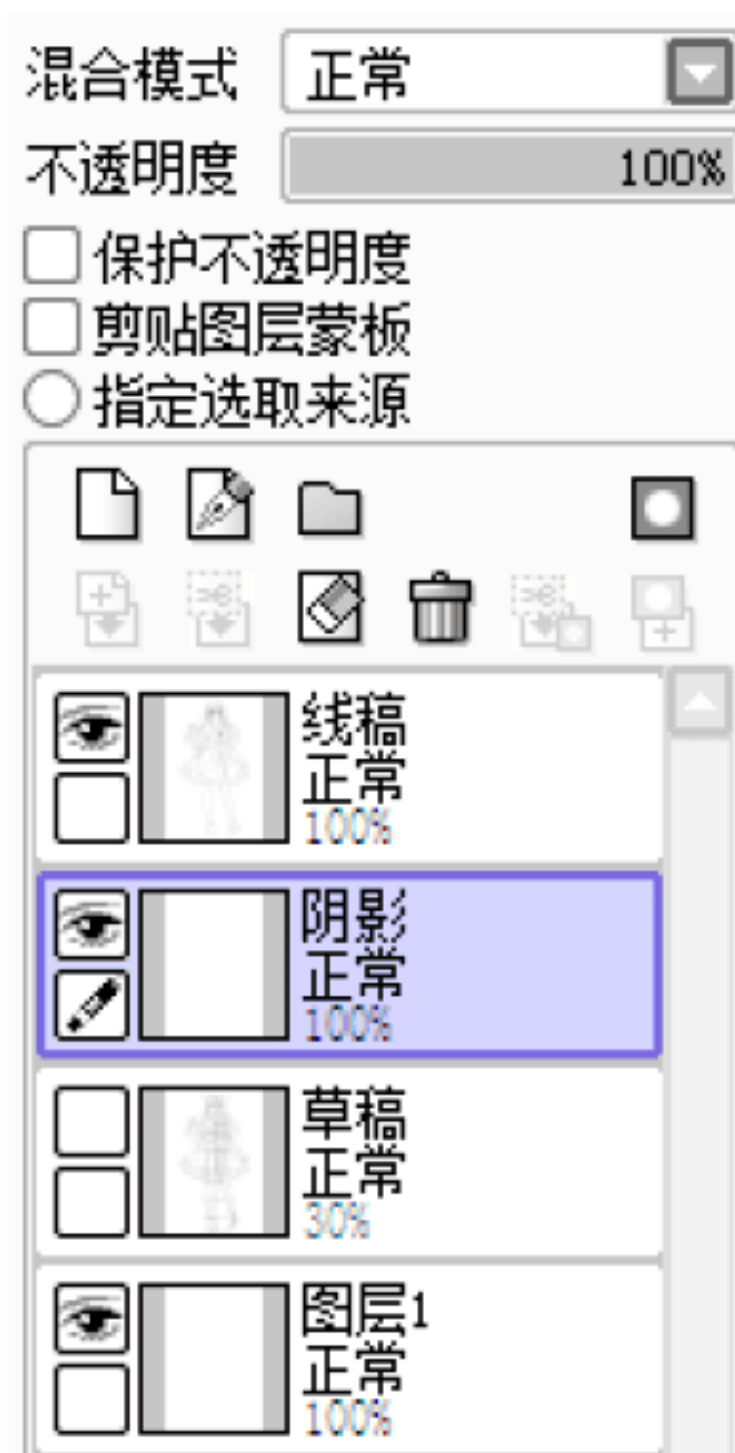 混合模式 正常
不透明度 100%
保护不透明度
剪贴图层蒙板
指定选取来源
线稿
正常
100%
阴影
正常
100%
草稿
正常
30%
图层1
正常
100%